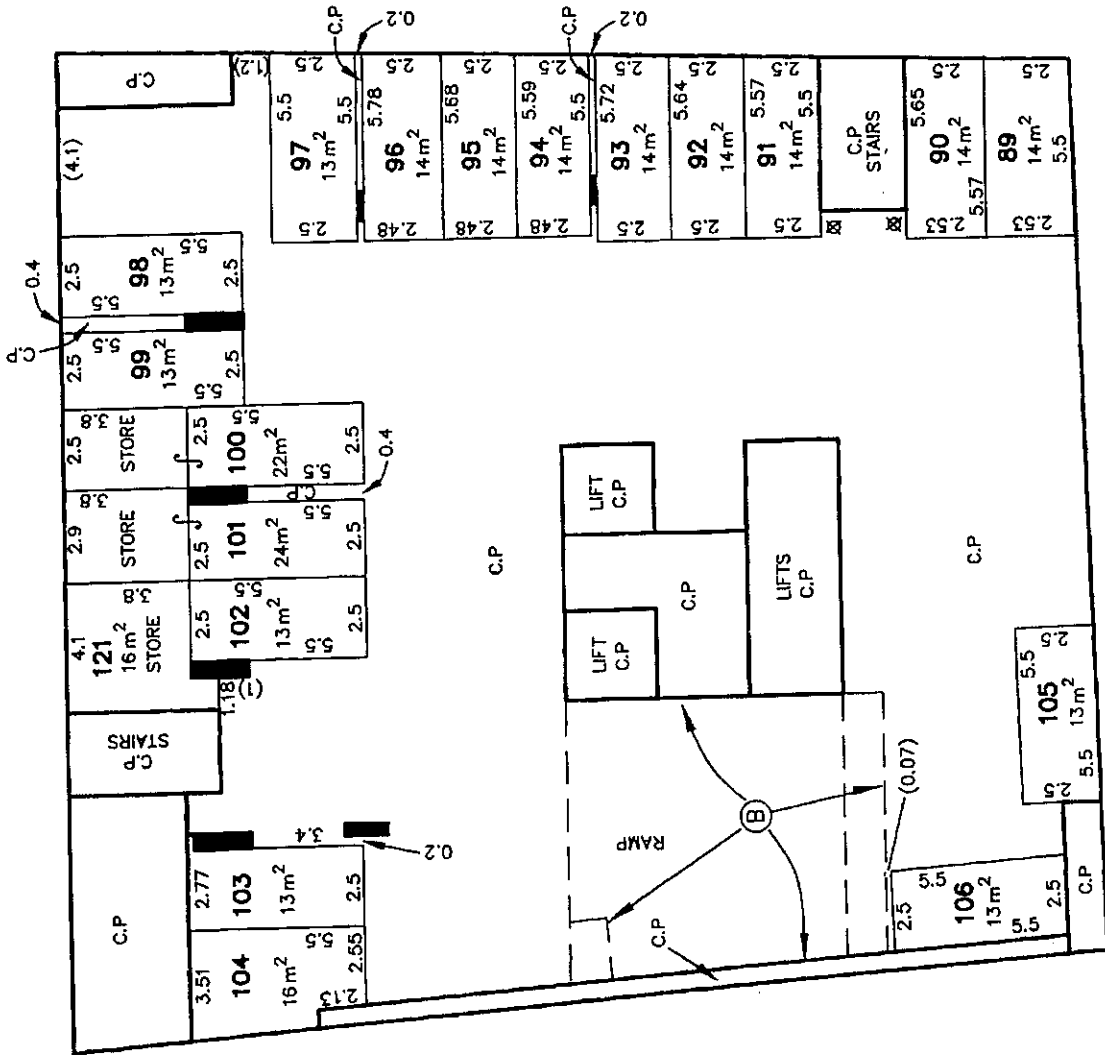 C.P
(1.2)
(4.1)
2.5
5.5
97
13m²
5.5
2.5
2.5
C.P
0.2
2.5
5.78
96
14m²
2.48
2.5
5.68
95
14m²
2.48
2.5
5.59
94
14m²
5.5
2.48
C.P
0.2
2.5
5.72
93
14m²
2.5
2.5
5.64
92
14m²
2.5
2.5
5.57
91
14m²
5.5
2.5
C.P
STAIRS
2.5
5.65
90
14m²
5.57
2.53
2.5
89
14m²
5.5
2.53
0.4
C.P
2.5
5.5
98
13m²
5.5
2.5
2.5
5.5
99
13m²
5.5
2.5
2.5
3.8
STORE
2.5
5.5
100
22m²
5.5
2.5
C.P
0.4
2.9
3.8
STORE
2.5
101
24m²
5.5
2.5
4.1
3.8
121
16m²
STORE
2.5
5.5
102
13m²
5.5
2.5
1.18
(1)
C.P
STAIRS
C.P
2.77
3.4
103
13m²
2.5
0.2
3.51
104
16m²
5.5
2.55
2.13
C.P
LIFT
C.P
C.P
LIFT
C.P
LIFTS
C.P
C.P
RAMP
B
C.P
(0.07)
5.5
2.5
105
13m²
2.5
5.5
5.5
2.5
106
13m²
2.5
5.5
C.P